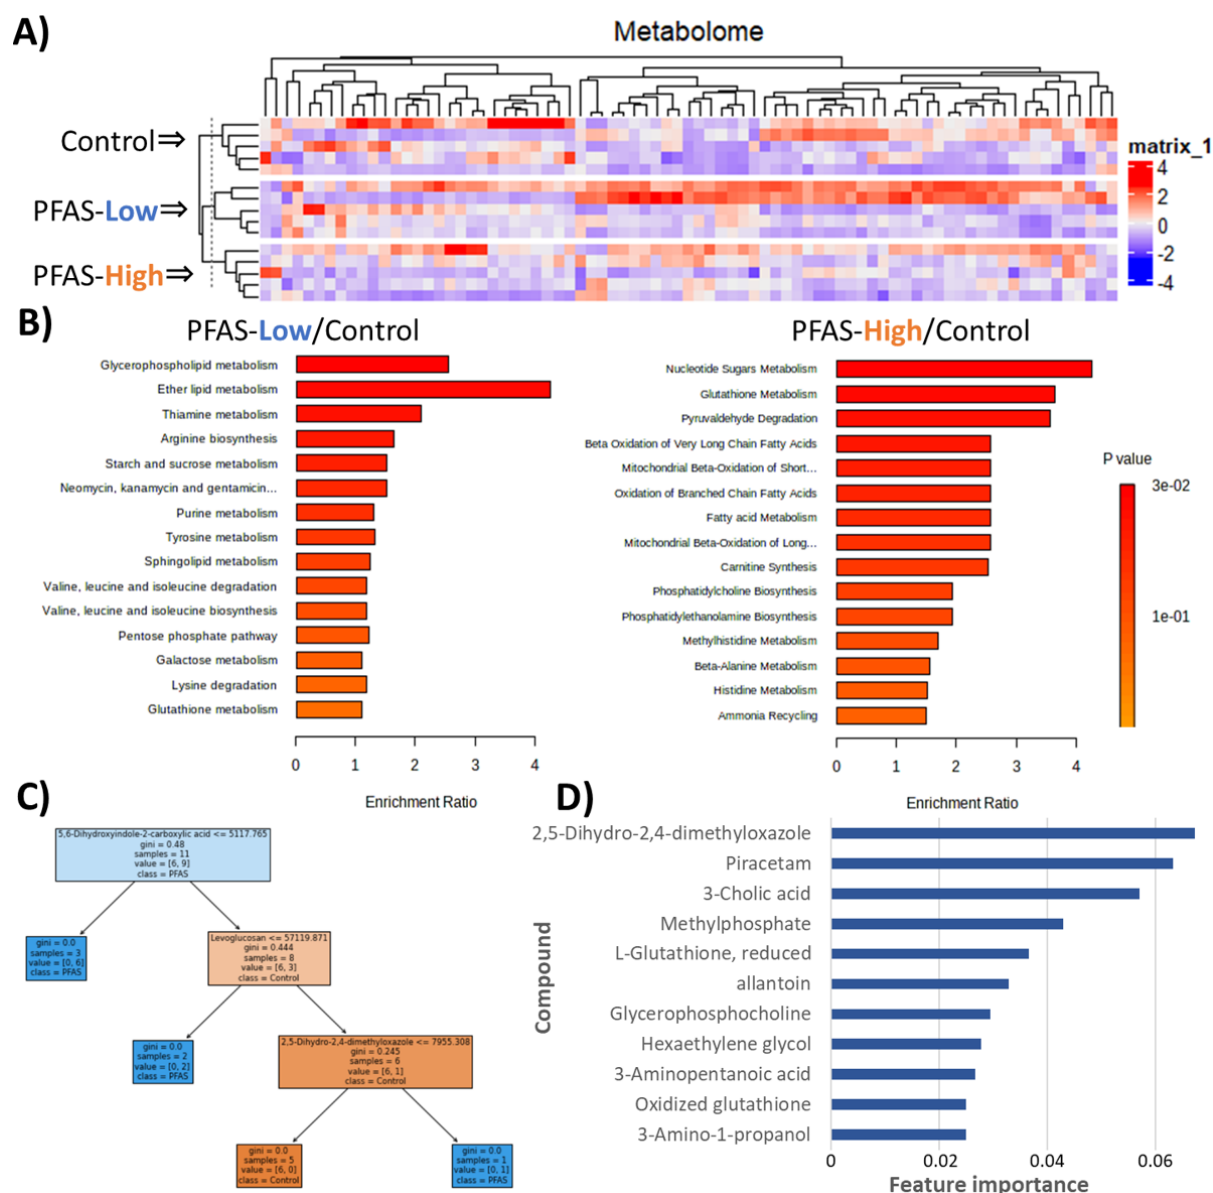 A)
Metabolome
Control⇒
PFAS-Low⇒
PFAS-High⇒
matrix_1
4
2
0
-2
-4
B)
PFAS-Low/Control
Glycerophospholipid metabolism
Ether lipid metabolism
Thiamine metabolism
Arginine biosynthesis
Starch and sucrose metabolism
Neomycin, kanamycin and gentamicin...
Purine metabolism
Tyrosine metabolism
Sphingolipid metabolism
Valine, leucine and isoleucine degradation
Valine, leucine and isoleucine biosynthesis
Pentose phosphate pathway
Galactose metabolism
Lysine degradation
Glutathione metabolism
0 1 2 3 4
Enrichment Ratio
PFAS-High/Control
Nucleotide Sugars Metabolism
Glutathione Metabolism
Pyruvaldehyde Degradation
Beta Oxidation of Very Long Chain Fatty Acids
Mitochondrial Beta-Oxidation of Short...
Oxidation of Branched Chain Fatty Acids
Fatty acid Metabolism
Mitochondrial Beta-Oxidation of Long...
Carnitine Synthesis
Phosphatidylcholine Biosynthesis
Phosphatidylethanolamine Biosynthesis
Methylhistidine Metabolism
Beta-Alanine Metabolism
Histidine Metabolism
Ammonia Recycling
0 1 2 3 4
Enrichment Ratio
P value
3e-02
1e-01
C)
5,6-Dihydroxyindole-2-carboxylic acid <= 5117.765
gini = 0.48
samples = 11
value = [6, 9]
class = PFAS
gini = 0.0
samples = 3
value = [0, 6]
class = PFAS
Levoglucosan <= 57119.871
gini = 0.444
samples = 8
value = [6, 3]
class = Control
gini = 0.0
samples = 2
value = [0, 2]
class = PFAS
2,5-Dihydro-2,4-dimethyloxazole <= 7955.308
gini = 0.245
samples = 6
value = [6, 1]
class = Control
gini = 0.0
samples = 5
value = [6, 0]
class = Control
gini = 0.0
samples = 1
value = [0, 1]
class = PFAS
D)
Compound
2,5-Dihydro-2,4-dimethyloxazole
Piracetam
3-Cholic acid
Methylphosphate
L-Glutathione, reduced
allantoin
Glycerophosphocholine
Hexaethylene glycol
3-Aminopentanoic acid
Oxidized glutathione
3-Amino-1-propanol
0 0.02 0.04 0.06
Feature importance